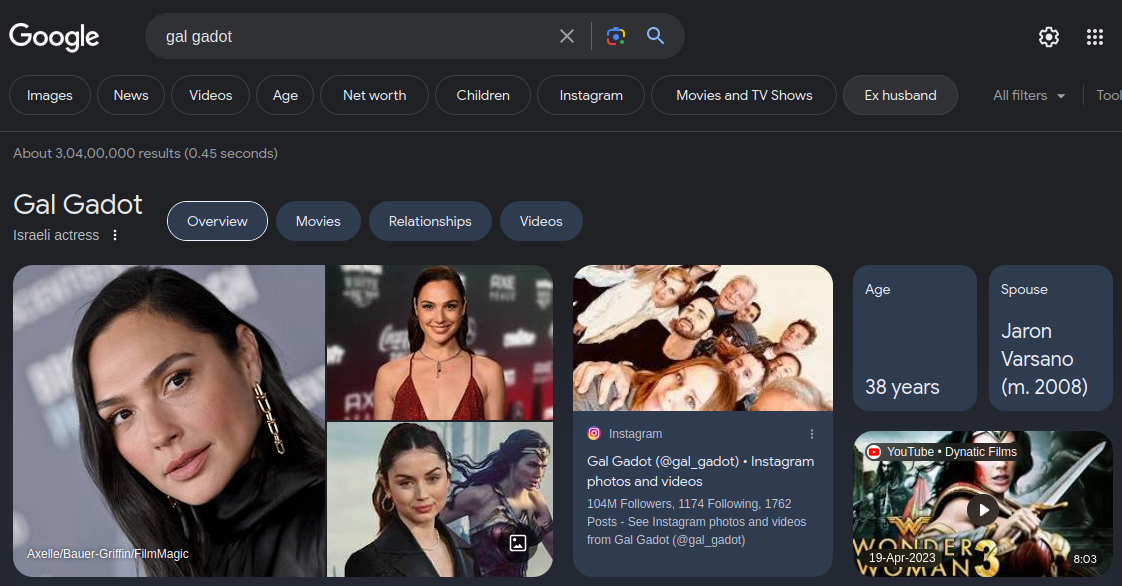 Google
gal gadot
Images
News
Videos
Age
Net worth
Children
Instagram
Movies and TV Shows
Ex husband
All filters
Tool
About 3,04,00,000 results (0.45 seconds)
Gal Gadot
Israeli actress
Overview
Movies
Relationships
Videos
Axelle/Bauer-Griffin/FilmMagic
AXE
Instagram
Gal Gadot (@gal_gadot) • Instagram
photos and videos
104M Followers, 1174 Following, 1762
Posts - See Instagram photos and videos
from Gal Gadot (@gal_gadot)
Age
38 years
Spouse
Jaron
Varsano
(m. 2008)
YouTube • Dynatic Films
WONDER
WOMAN 3
19-Apr-2023
8:03